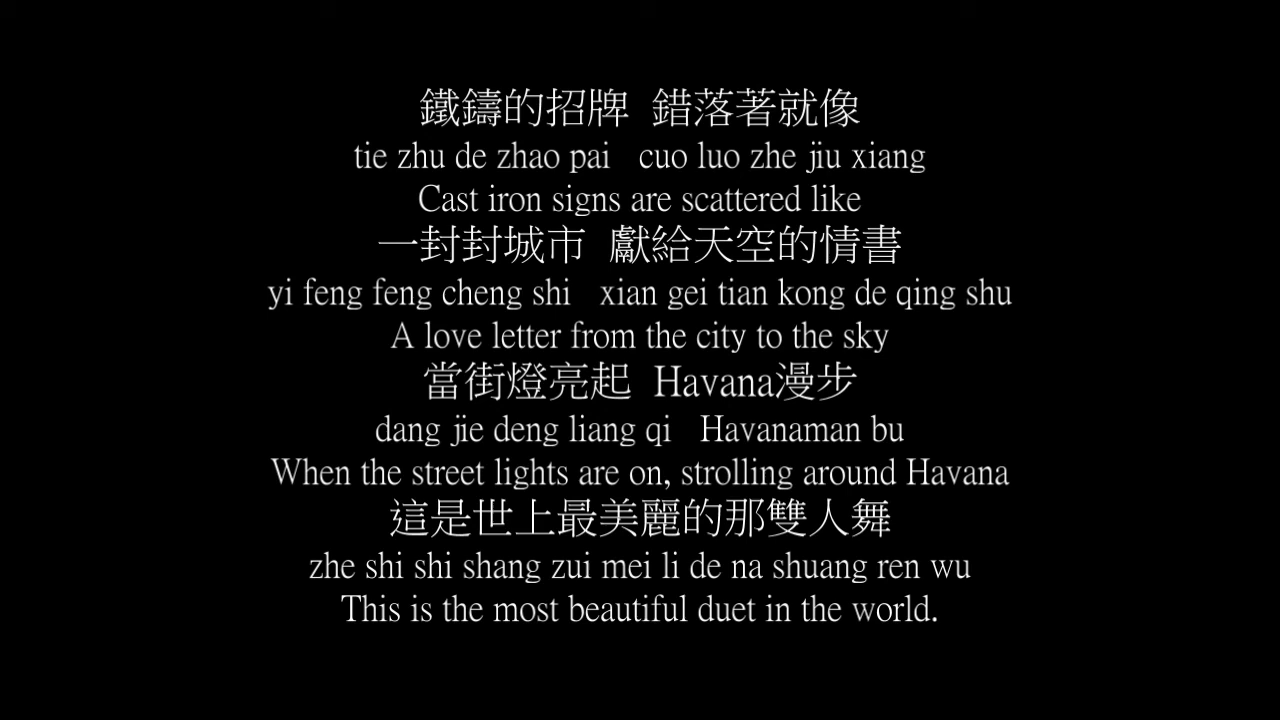 鐵鑄的招牌 錯落著就像
tie zhu de zhao pai cuo luo zhe jiu xiang
Cast iron signs are scattered like
一封封城市 獻給天空的情書
yi feng feng cheng shi xian gei tian kong de qing shu
A love letter from the city to the sky
當街燈亮起 Havana漫步
dang jie deng liang qi Havanaman bu
When the street lights are on, strolling around Havana
這是世上最美麗的那雙人舞
zhe shi shi shang zui mei li de na shuang ren wu
This is the most beautiful duet in the world.